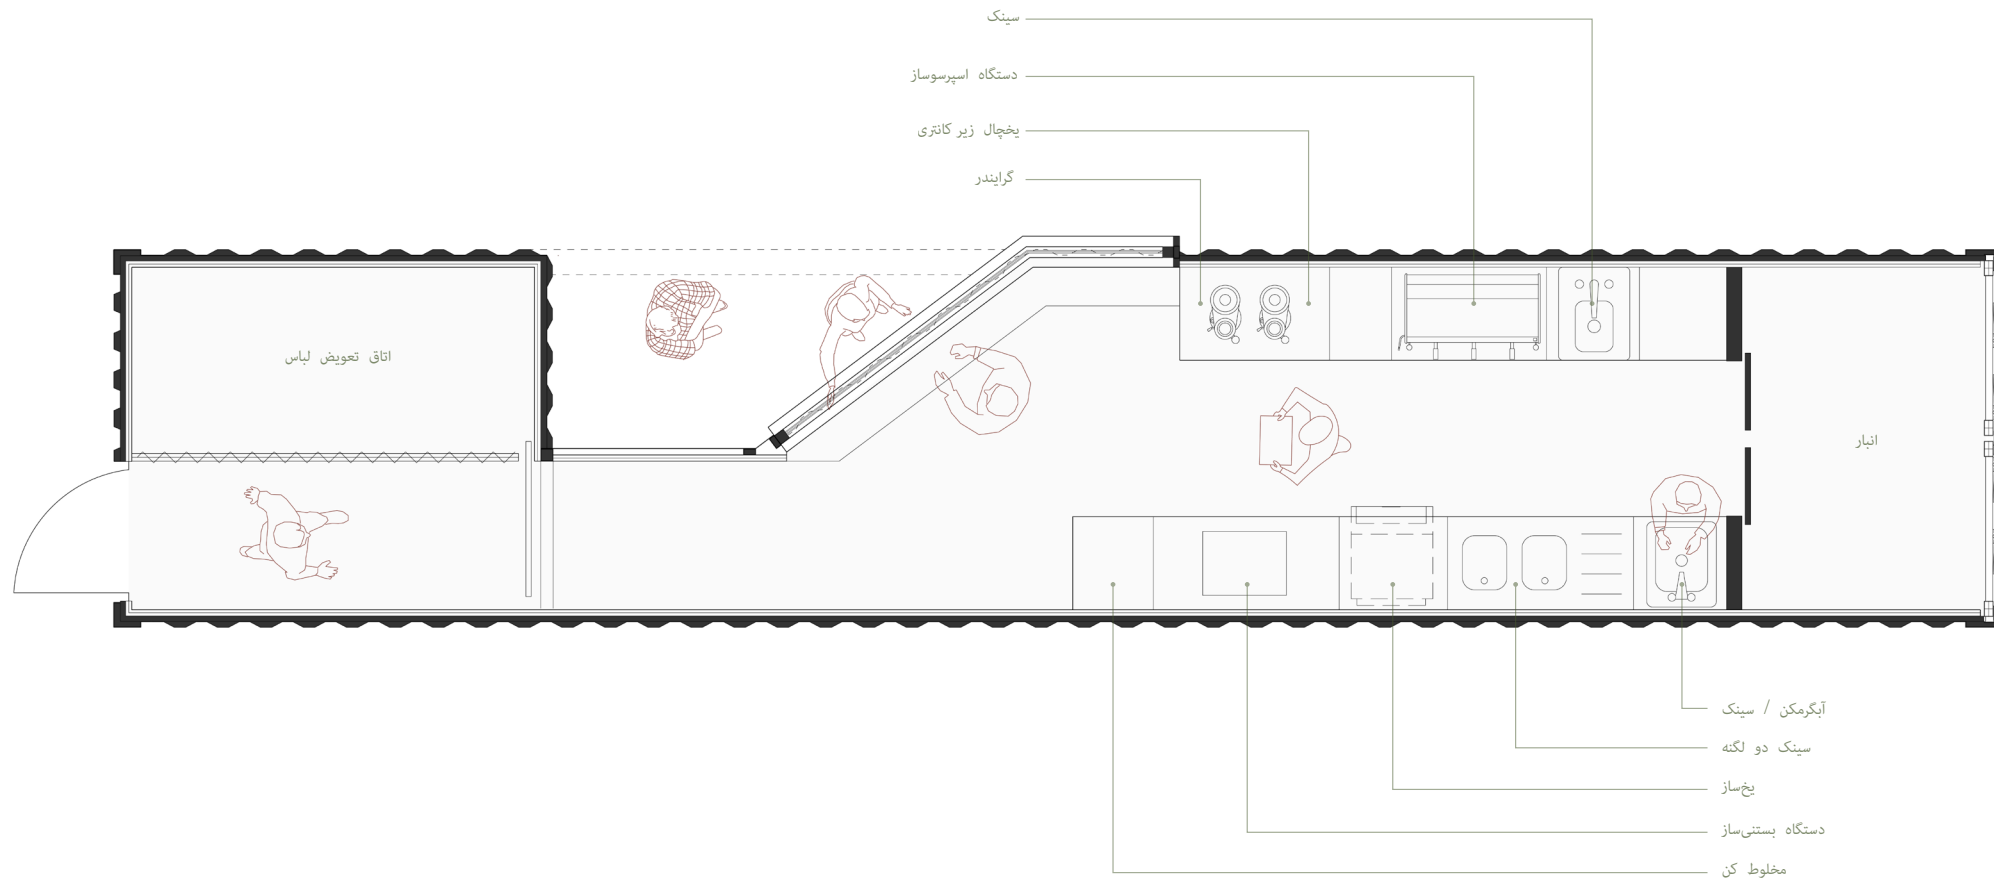 سینک
دستگاه اسپرسوساز
یخچال زیر کانتری
گرایندر
اتاق تعویض لباس
انبار
آبگرمکن / سینک
سینک دو لگنه
یخ‌ساز
دستگاه بستنی‌ساز
مخلوط کن